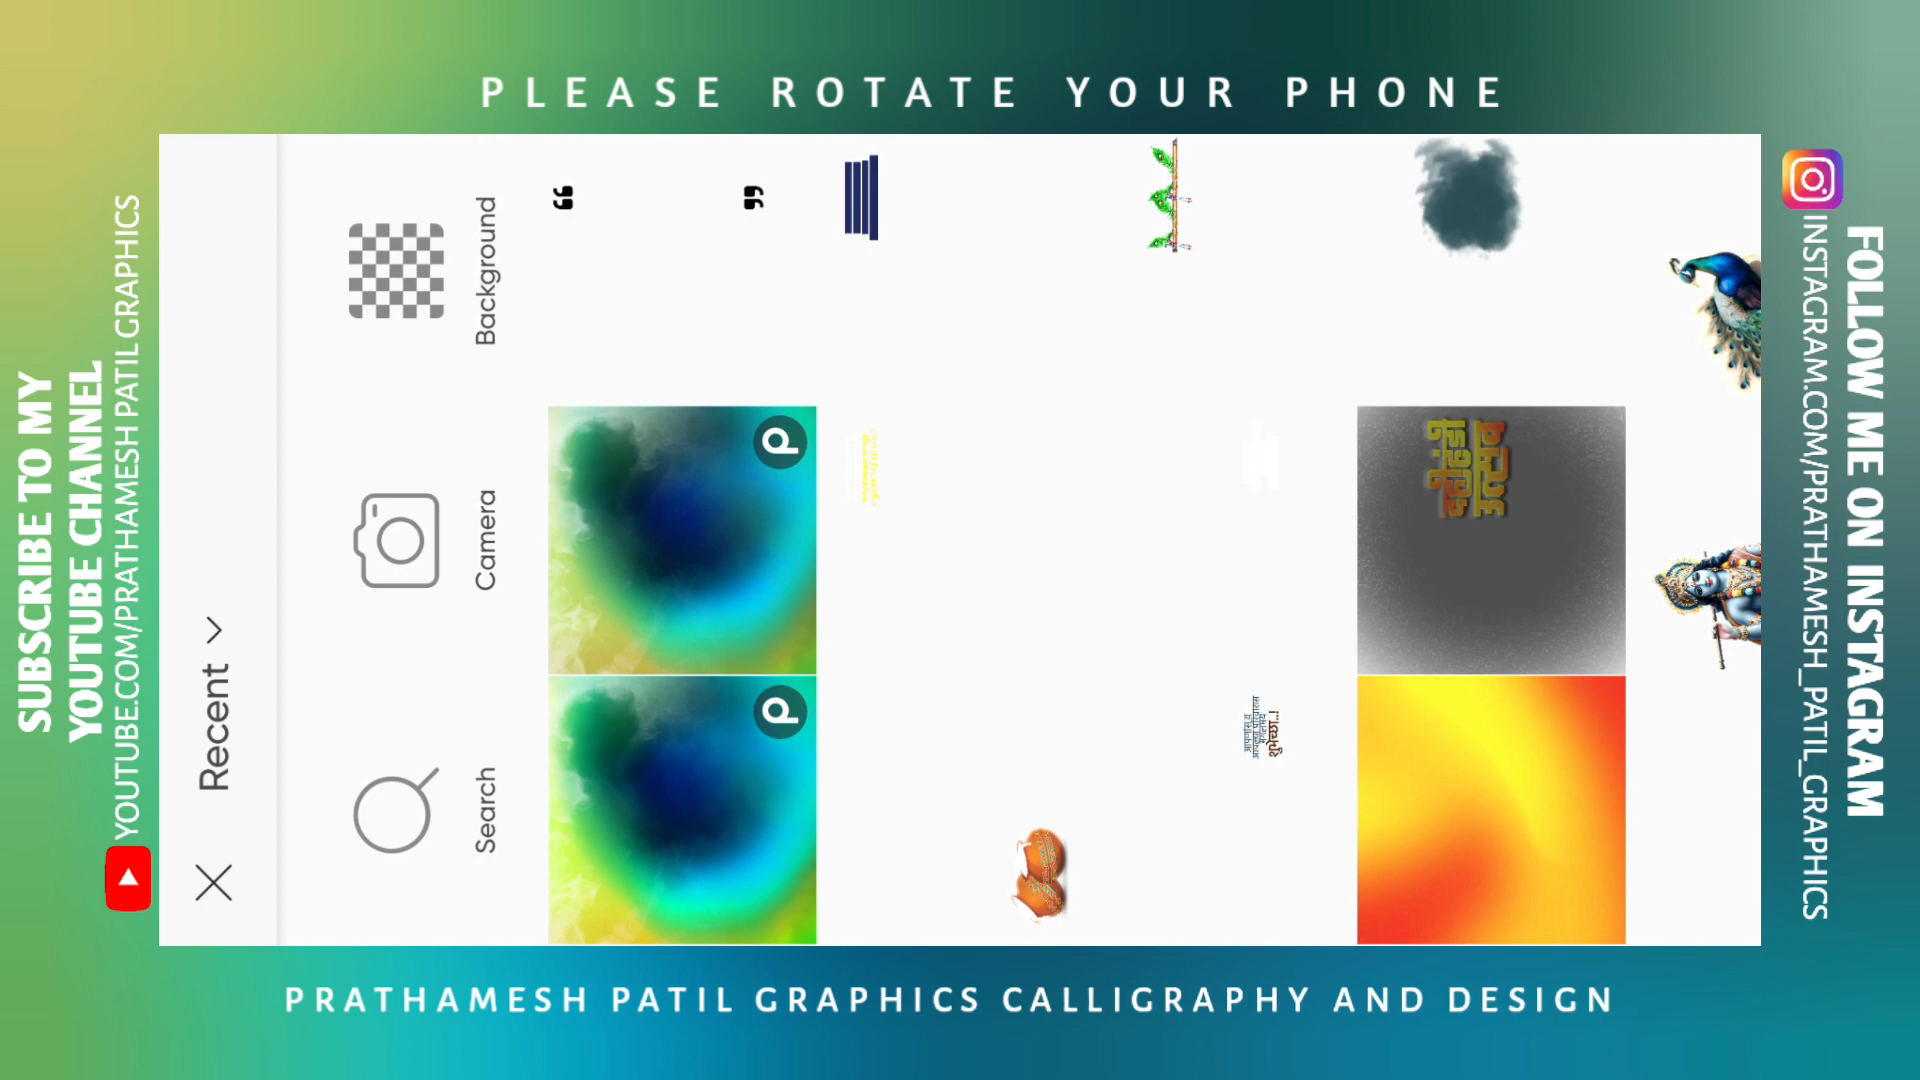 PLEASE ROTATE YOUR PHONE
SUBSCRIBE TO MY
YOUTUBE CHANNEL
YOUTUBE.COM/PRATHAMESH PATIL GRAPHICS
Recent
Search
Camera
Background
FOLLOW ME ON INSTAGRAM
INSTAGRAM.COM/PRATHAMESH_PATIL_GRAPHICS
PRATHAMESH PATIL GRAPHICS CALLIGRAPHY AND DESIGN